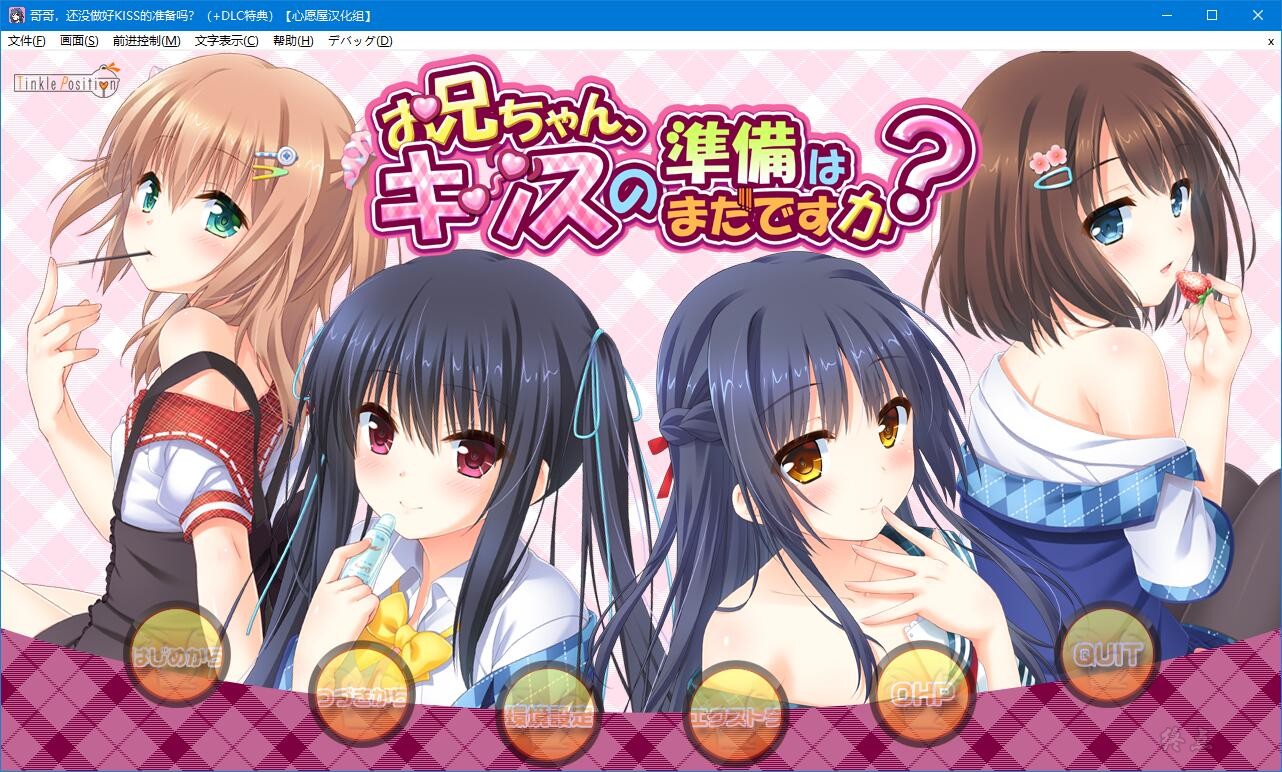 哥哥，还没做好KISS的准备吗？（+DLC特典）【心愿屋汉化组】
文件(F) 画面(S) 前进控制(M) 文字表示(C) 帮助(H) デバッグ(D) x
Tinkle Position
お兄ちゃん、
キッスの準備は
まだですか?
はじめから
つづきから
環境設定
エクストラ
OHP
QUIT